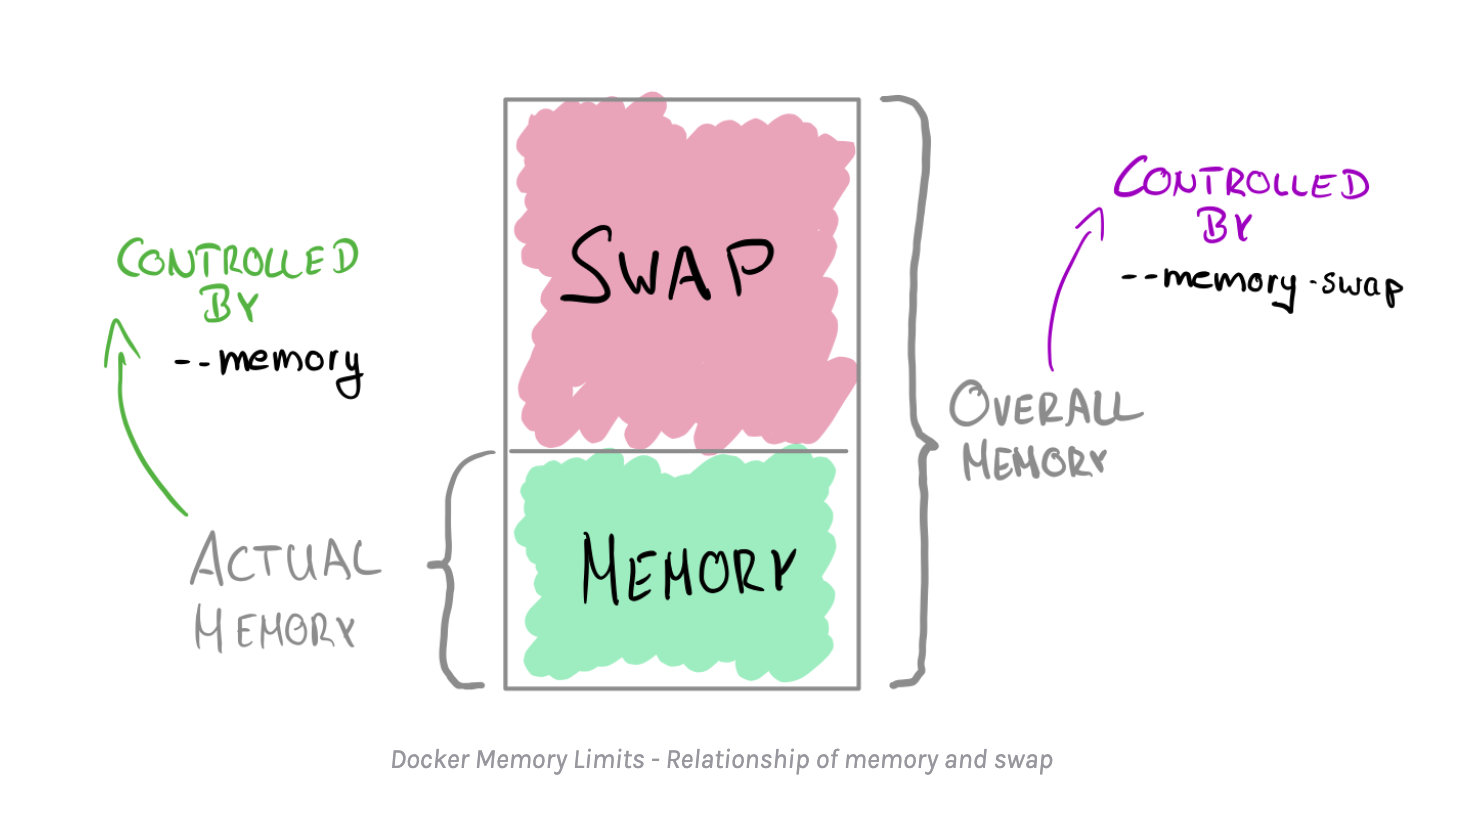 CONTROLLED
BY
--memory
ACTUAL
MEMORY
SWAP
MEMORY
CONTROLLED
BY
--memory-swap
OVERALL
MEMORY
Docker Memory Limits - Relationship of memory and swap